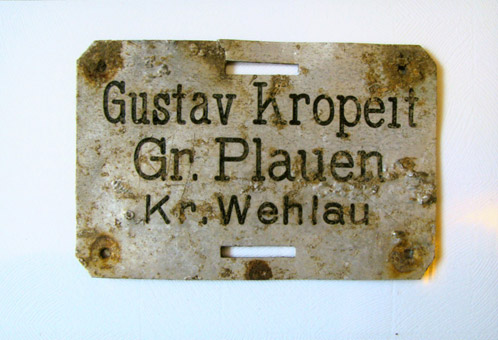 Gustav Kropeit
Gr. Plauen
Kr. Wehlau